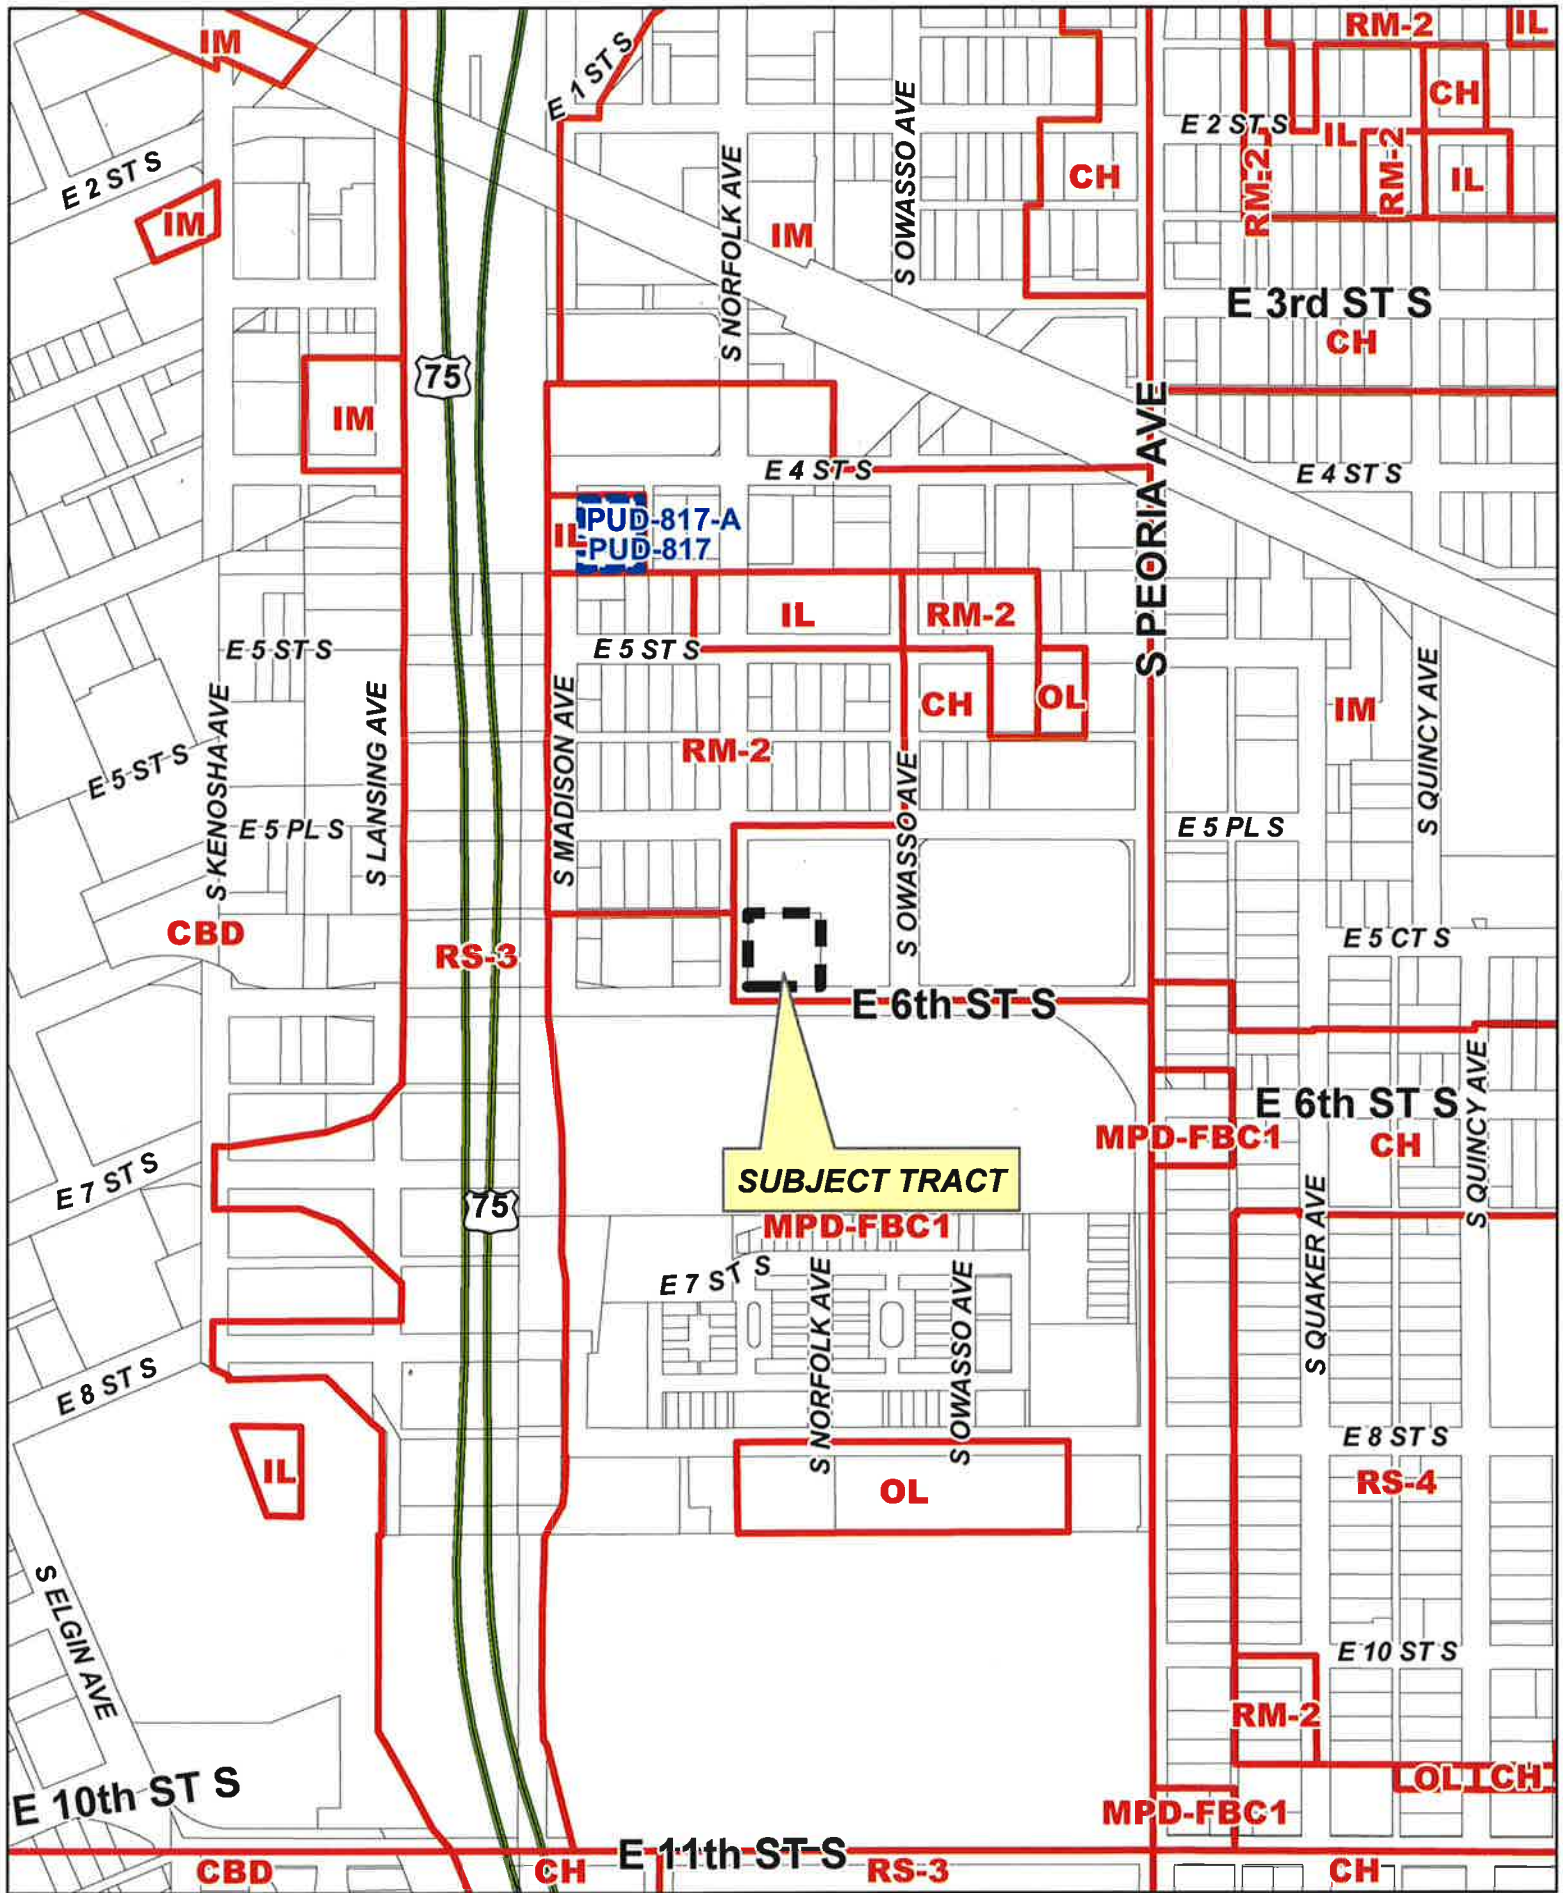 IM
RM-2
IL
E 1 ST S
CH
E 2 ST S
S OWASSO AVE
E 2 ST S
IL
RM-2
RM-2
IL
CH
IM
S NORFOLK AVE
IM
E 3rd ST S
CH
75
IM
S PEORIA AVE
E 4 ST S
E 4 ST S
IL
PUD-817-A
PUD-817
IL
RM-2
E 5 ST S
E 5 ST S
S KENOSHA AVE
S LANSING AVE
S MADISON AVE
CH
OL
IM
S QUINCY AVE
RM-2
E 5 ST S
S OWASSO AVE
E 5 PL S
E 5 PL S
CBD
RS-3
E 5 CT S
E 6th ST S
E 6th ST S
S QUINCY AVE
MPD-FBC1
CH
SUBJECT TRACT
E 7 ST S
75
MPD-FBC1
E 7 ST S
S NORFOLK AVE
S OWASSO AVE
S QUAKER AVE
E 8 ST S
E 8 ST S
IL
OL
RS-4
S ELGIN AVE
E 10 ST S
RM-2
OL
CH
E 10th ST S
MPD-FBC1
E 11th ST S
CBD
CH
RS-3
CH